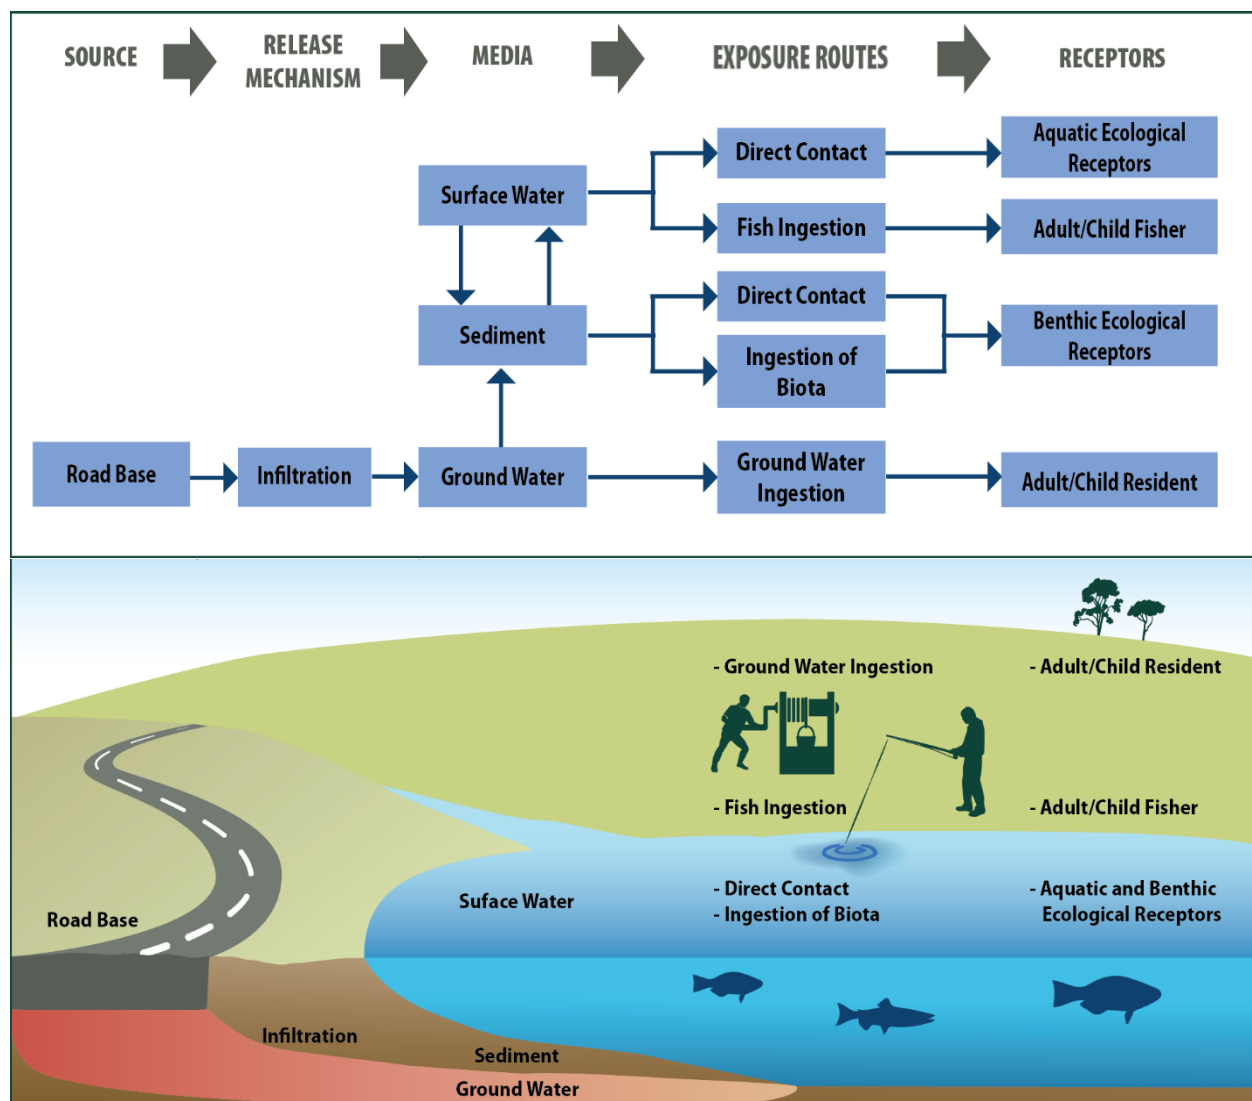 SOURCE
RELEASE
MECHANISM
MEDIA
EXPOSURE ROUTES
RECEPTORS
Direct Contact
Aquatic Ecological
Receptors
Surface Water
Fish Ingestion
Adult/Child Fisher
Direct Contact
Sediment
Benthic Ecological
Receptors
Ingestion of
Biota
Road Base
Infiltration
Ground Water
Ground Water
Ingestion
Adult/Child Resident
- Ground Water Ingestion
- Adult/Child Resident
- Fish Ingestion
- Adult/Child Fisher
Road Base
Suface Water
- Direct Contact
- Ingestion of Biota
- Aquatic and Benthic
Ecological Receptors
Infiltration
Sediment
Ground Water